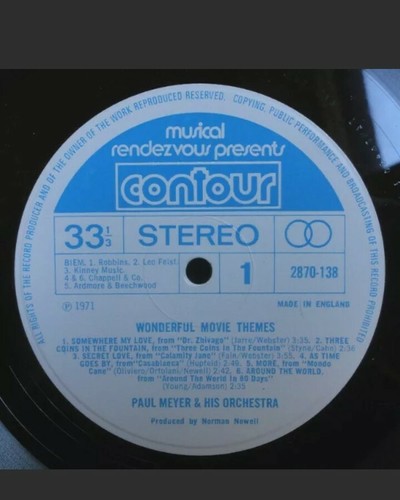 ALL RIGHTS OF THE RECORD PRODUCER AND OF THE OWNER OF THE WORK REPRODUCED RESERVED. COPYING, PUBLIC PERFORMANCE AND BROADCASTING OF THIS RECORD PROHIBITED
musical
rendezvous presents
contour
33⅓ STEREO
BIEM. 1. Robbins. 2. Leo Feist
3. Kinney Music.
4 & 6. Chappell & Co.
5. Ardmore & Beechwood
1
2870-138
℗ 1971
MADE IN ENGLAND
WONDERFUL MOVIE THEMES
1. SOMEWHERE MY LOVE, from "Dr. Zhivago" (Jarre/Webster) 3:35. 2. THREE
COINS IN THE FOUNTAIN, from "Three Coins in The Fountain" (Styne/Cahn) 2:36
3. SECRET LOVE, from "Calamity Jane" (Fain/Webster) 3:55. 4. AS TIME
GOES BY, from "Casablanca" (Hupfeld) 2:40. 5. MORE, from "Mondo
Cane" (Oliviero/Ortolani/Newell) 2:42. 6. AROUND THE WORLD,
from "Around The World In 80 Days"
(Young/Adamson)
PAUL MEYER & HIS ORCHESTRA
Produced by Norman Newell